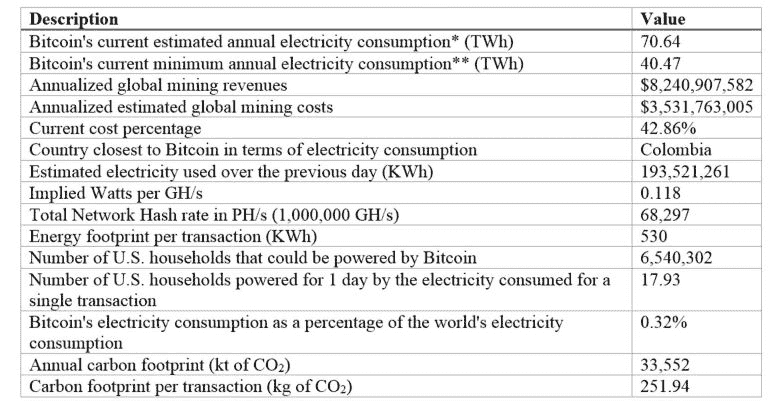 Description Value
Bitcoin's current estimated annual electricity consumption* (TWh) 70.64
Bitcoin's current minimum annual electricity consumption** (TWh) 40.47
Annualized global mining revenues $8,240,907,582
Annualized estimated global mining costs $3,531,763,005
Current cost percentage 42.86%
Country closest to Bitcoin in terms of electricity consumption Colombia
Estimated electricity used over the previous day (KWh) 193,521,261
Implied Watts per GH/s 0.118
Total Network Hash rate in PH/s (1,000,000 GH/s) 68,297
Energy footprint per transaction (KWh) 530
Number of U.S. households that could be powered by Bitcoin 6,540,302
Number of U.S. households powered for 1 day by the electricity consumed for a 17.93
single transaction
Bitcoin's electricity consumption as a percentage of the world's electricity 0.32%
consumption
Annual carbon footprint (kt of CO₂) 33,552
Carbon footprint per transaction (kg of CO₂) 251.94